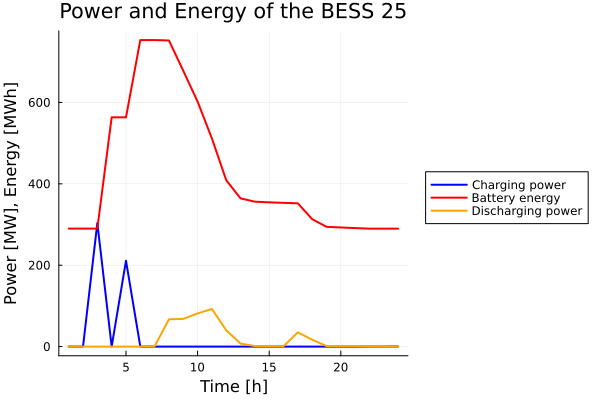 Power and Energy of the BESS 25
Power [MW], Energy [MWh]
600
400
200
0
5
10
15
20
Time [h]
Charging power
Battery energy
Discharging power